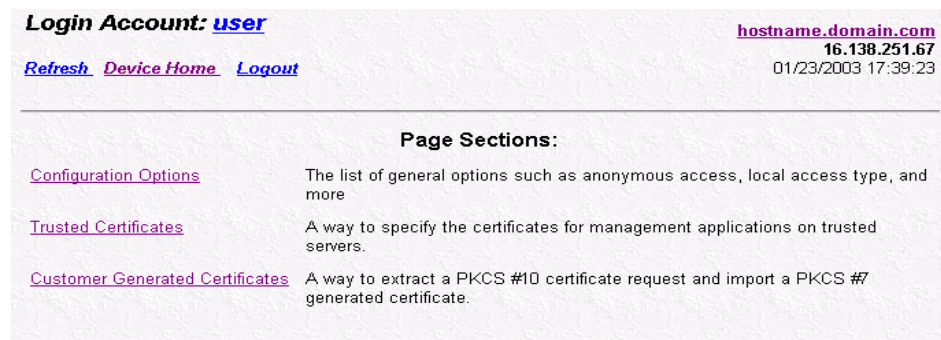 Login Account: user
hostname.domain.com
16.138.251.67
Refresh Device Home Logout
01/23/2003 17:39:23
Page Sections:
Configuration Options
The list of general options such as anonymous access, local access type, and
more
Trusted Certificates
A way to specify the certificates for management applications on trusted
servers.
Customer Generated Certificates
A way to extract a PKCS #10 certificate request and import a PKCS #7
generated certificate.